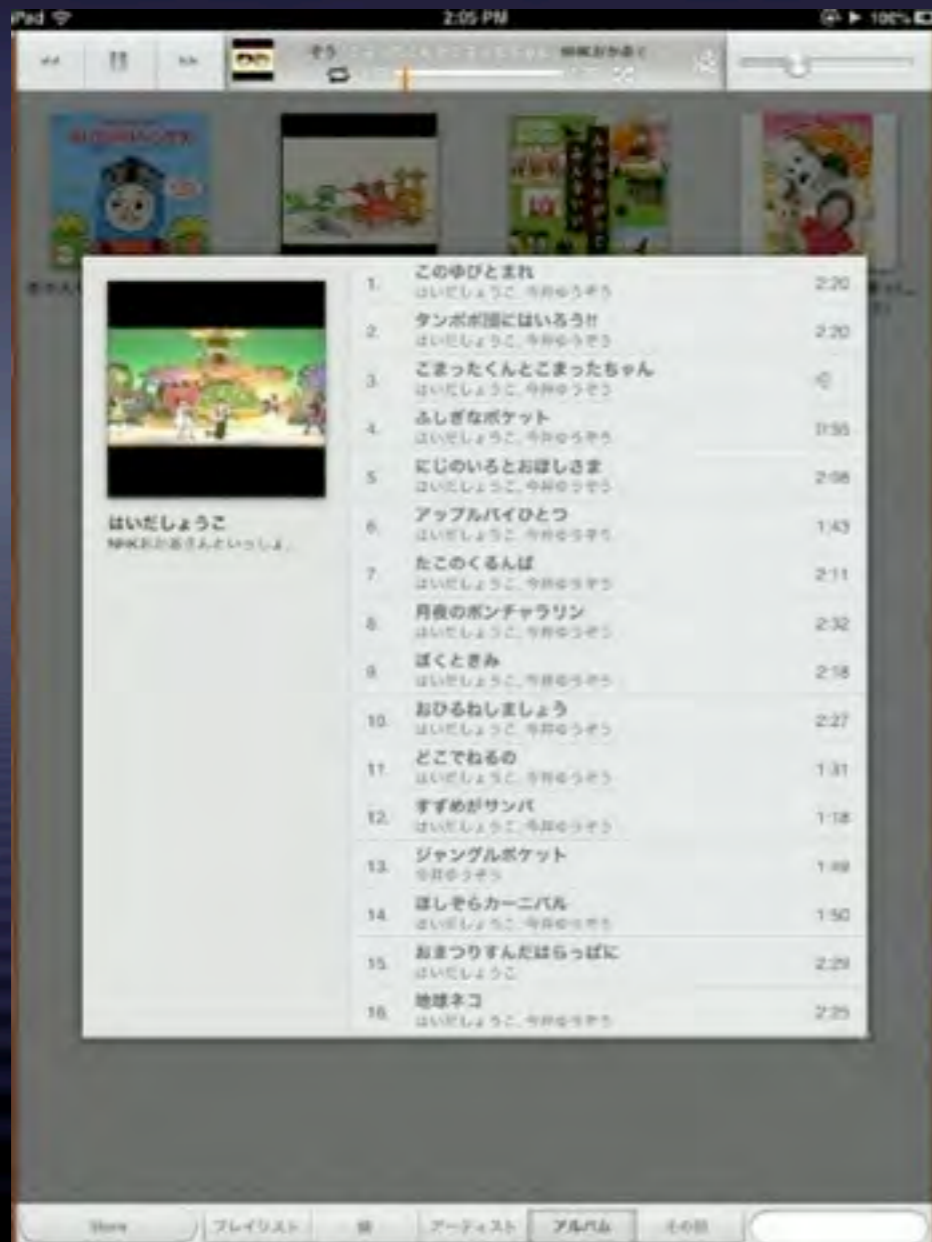 iPad
2:05 PM
100%
1. このゆびとまれ 2:20
はいだしょうこ, 今井ゆうぞう
2. タンポポ団にはいろう!! 2:20
はいだしょうこ, 今井ゆうぞう
3. こまったくんとこまったちゃん
はいだしょうこ, 今井ゆうぞう
4. ふしぎなポケット 0:55
はいだしょうこ, 今井ゆうぞう
5. にじのいろとおほしさま 2:08
はいだしょうこ, 今井ゆうぞう
6. アップルパイひとつ 1:43
はいだしょうこ, 今井ゆうぞう
7. たこのくるんぱ 2:11
はいだしょうこ, 今井ゆうぞう
8. 月夜のポンチャラリン 2:32
はいだしょうこ, 今井ゆうぞう
9. ぼくときみ 2:18
はいだしょうこ, 今井ゆうぞう
10. おひるねしましょう 2:27
はいだしょうこ, 今井ゆうぞう
11. どこでねるの 1:31
はいだしょうこ, 今井ゆうぞう
12. すずめがサンバ 1:18
はいだしょうこ, 今井ゆうぞう
13. ジャングルポケット 1:49
今井ゆうぞう
14. ほしぞらカーニバル 1:50
はいだしょうこ, 今井ゆうぞう
15. おまつりすんだはらっぱに 2:29
はいだしょうこ
16. 地球ネコ 2:25
はいだしょうこ, 今井ゆうぞう
はいだしょうこ
NHKおかあさんといっしょ
Store プレイリスト 曲 アーティスト アルバム その他